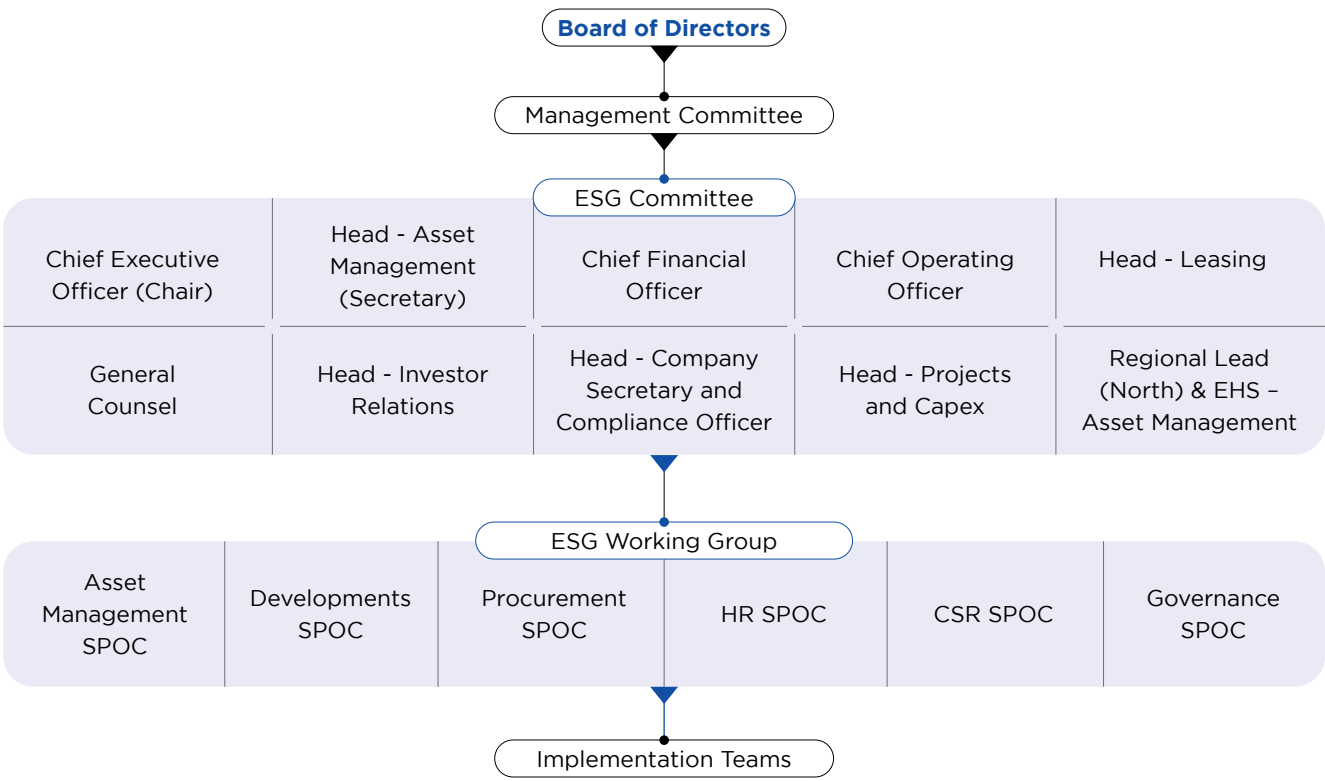 Board of Directors
Management Committee
ESG Committee
Chief Executive
Officer (Chair)
Head - Asset
Management
(Secretary)
Chief Financial
Officer
Chief Operating
Officer
Head - Leasing
General
Counsel
Head - Investor
Relations
Head - Company
Secretary and
Compliance Officer
Head - Projects
and Capex
Regional Lead
(North) & EHS –
Asset Management
ESG Working Group
Asset
Management
SPOC
Developments
SPOC
Procurement
SPOC
HR SPOC
CSR SPOC
Governance
SPOC
Implementation Teams